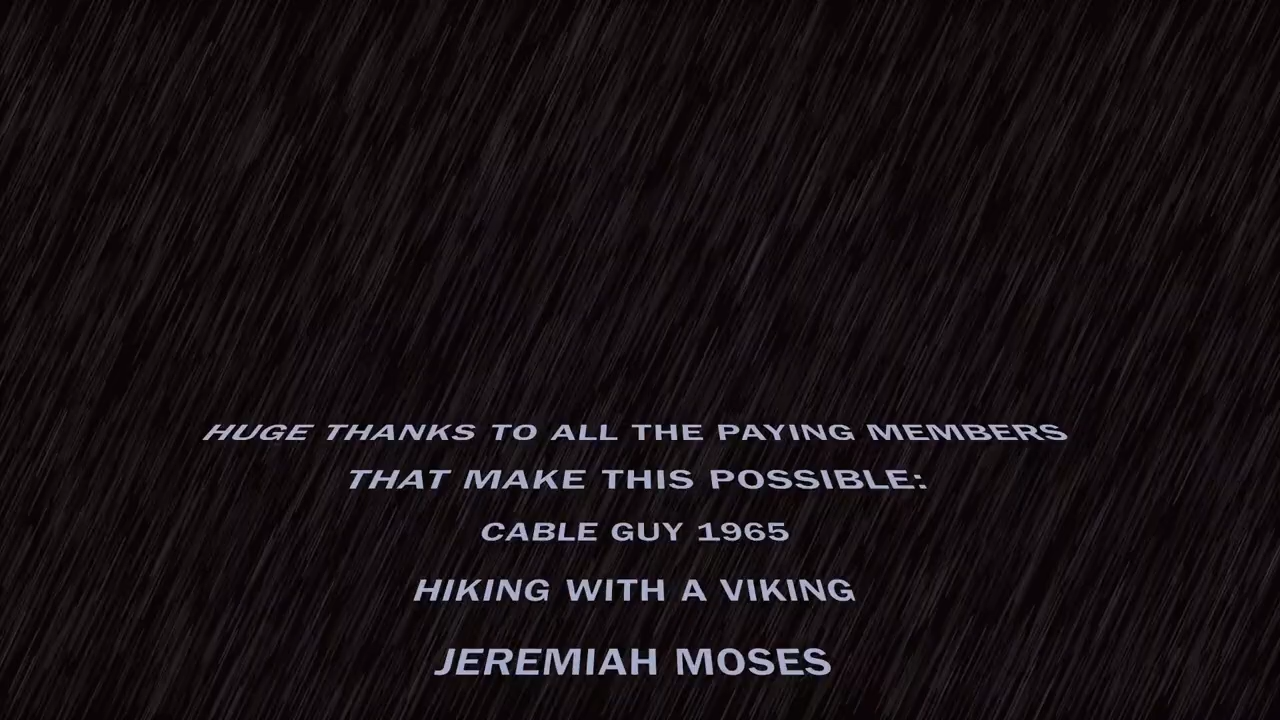 HUGE THANKS TO ALL THE PAYING MEMBERS
THAT MAKE THIS POSSIBLE:
CABLE GUY 1965
HIKING WITH A VIKING
JEREMIAH MOSES